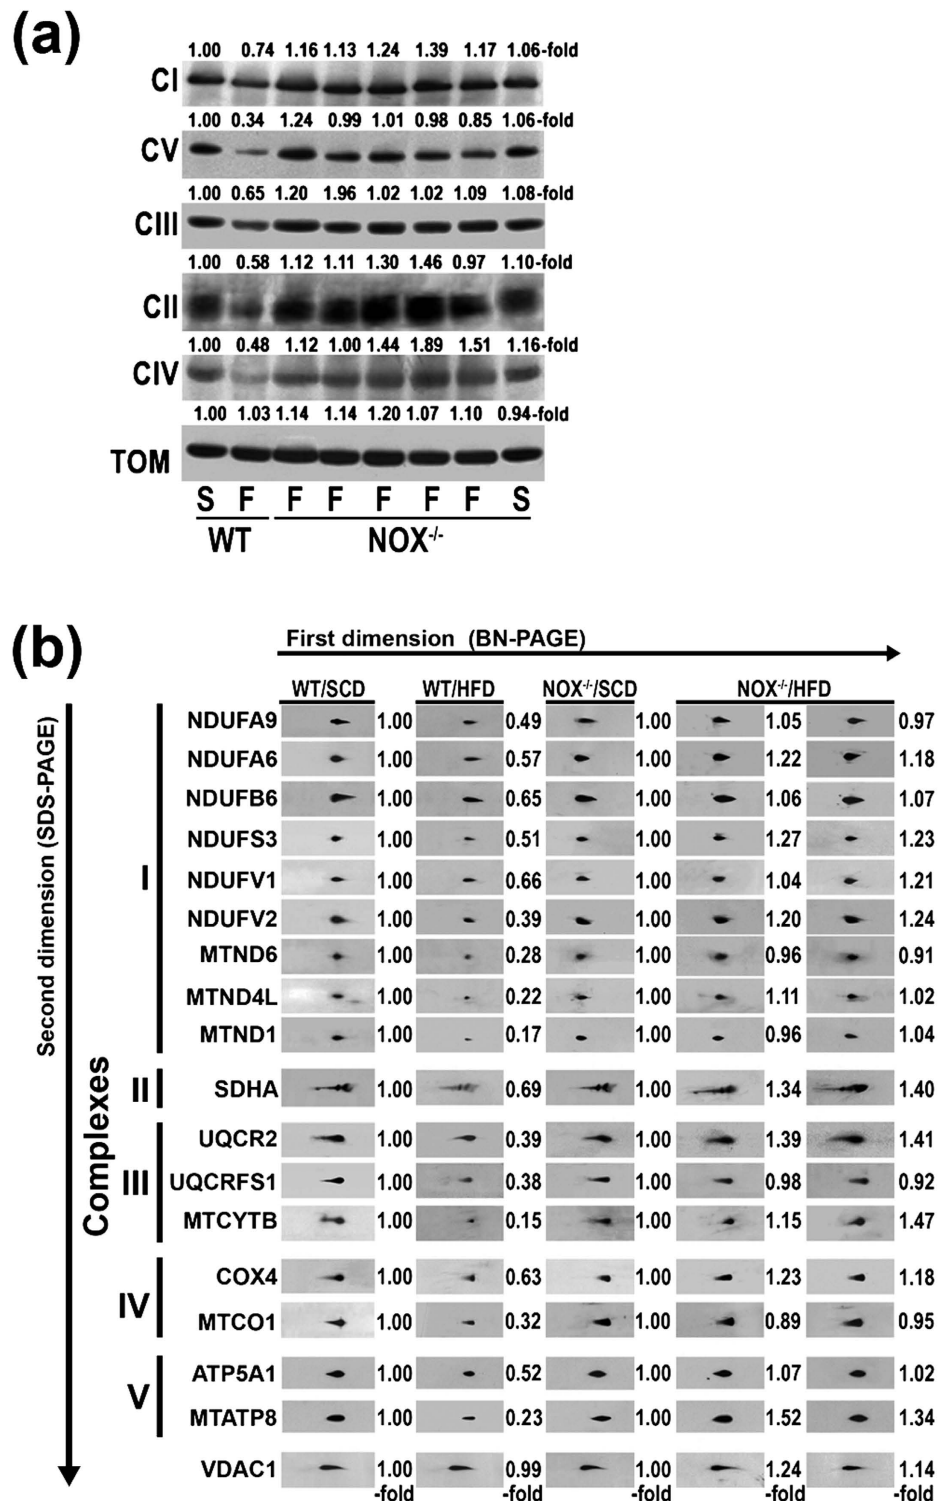 (a)
1.00 0.74 1.16 1.13 1.24 1.39 1.17 1.06-fold
CI
1.00 0.34 1.24 0.99 1.01 0.98 0.85 1.06-fold
CV
1.00 0.65 1.20 1.96 1.02 1.02 1.09 1.08-fold
CIII
1.00 0.58 1.12 1.11 1.30 1.46 0.97 1.10-fold
CII
1.00 0.48 1.12 1.00 1.44 1.89 1.51 1.16-fold
CIV
1.00 1.03 1.14 1.14 1.20 1.07 1.10 0.94-fold
TOM
S F F F F F F S
WT NOX-/-
(b)
First dimension (BN-PAGE)
WT/SCD WT/HFD NOX-/-/SCD NOX-/-/HFD
Second dimension (SDS-PAGE)
Complexes
I
NDUFA9 1.00 0.49 1.00 1.05 0.97
NDUFA6 1.00 0.57 1.00 1.22 1.18
NDUFB6 1.00 0.65 1.00 1.06 1.07
NDUFS3 1.00 0.51 1.00 1.27 1.23
NDUFV1 1.00 0.66 1.00 1.04 1.21
NDUFV2 1.00 0.39 1.00 1.20 1.24
MTND6 1.00 0.28 1.00 0.96 0.91
MTND4L 1.00 0.22 1.00 1.11 1.02
MTND1 1.00 0.17 1.00 0.96 1.04
II
SDHA 1.00 0.69 1.00 1.34 1.40
III
UQCR2 1.00 0.39 1.00 1.39 1.41
UQCRFS1 1.00 0.38 1.00 0.98 0.92
MTCYTB 1.00 0.15 1.00 1.15 1.47
IV
COX4 1.00 0.63 1.00 1.23 1.18
MTCO1 1.00 0.32 1.00 0.89 0.95
V
ATP5A1 1.00 0.52 1.00 1.07 1.02
MTATP8 1.00 0.23 1.00 1.52 1.34
VDAC1 1.00 0.99 1.00 1.24 1.14
-fold -fold -fold -fold -fold